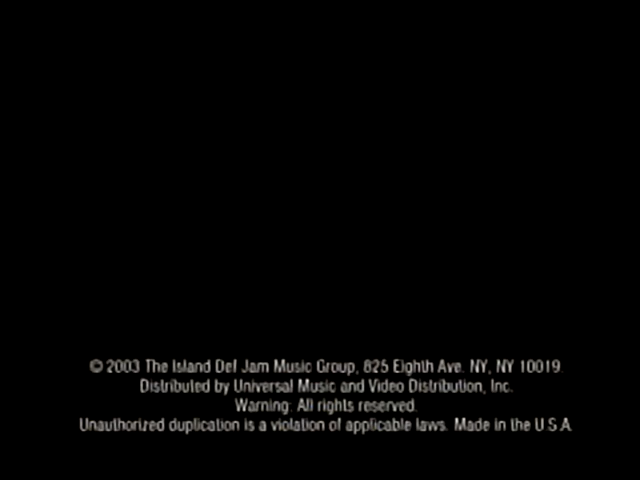 © 2003 The Island Def Jam Music Group, 825 Eighth Ave. NY, NY 10019.
Distributed by Universal Music and Video Distribution, Inc.
Warning: All rights reserved.
Unauthorized duplication is a violation of applicable laws. Made in the U.S.A.